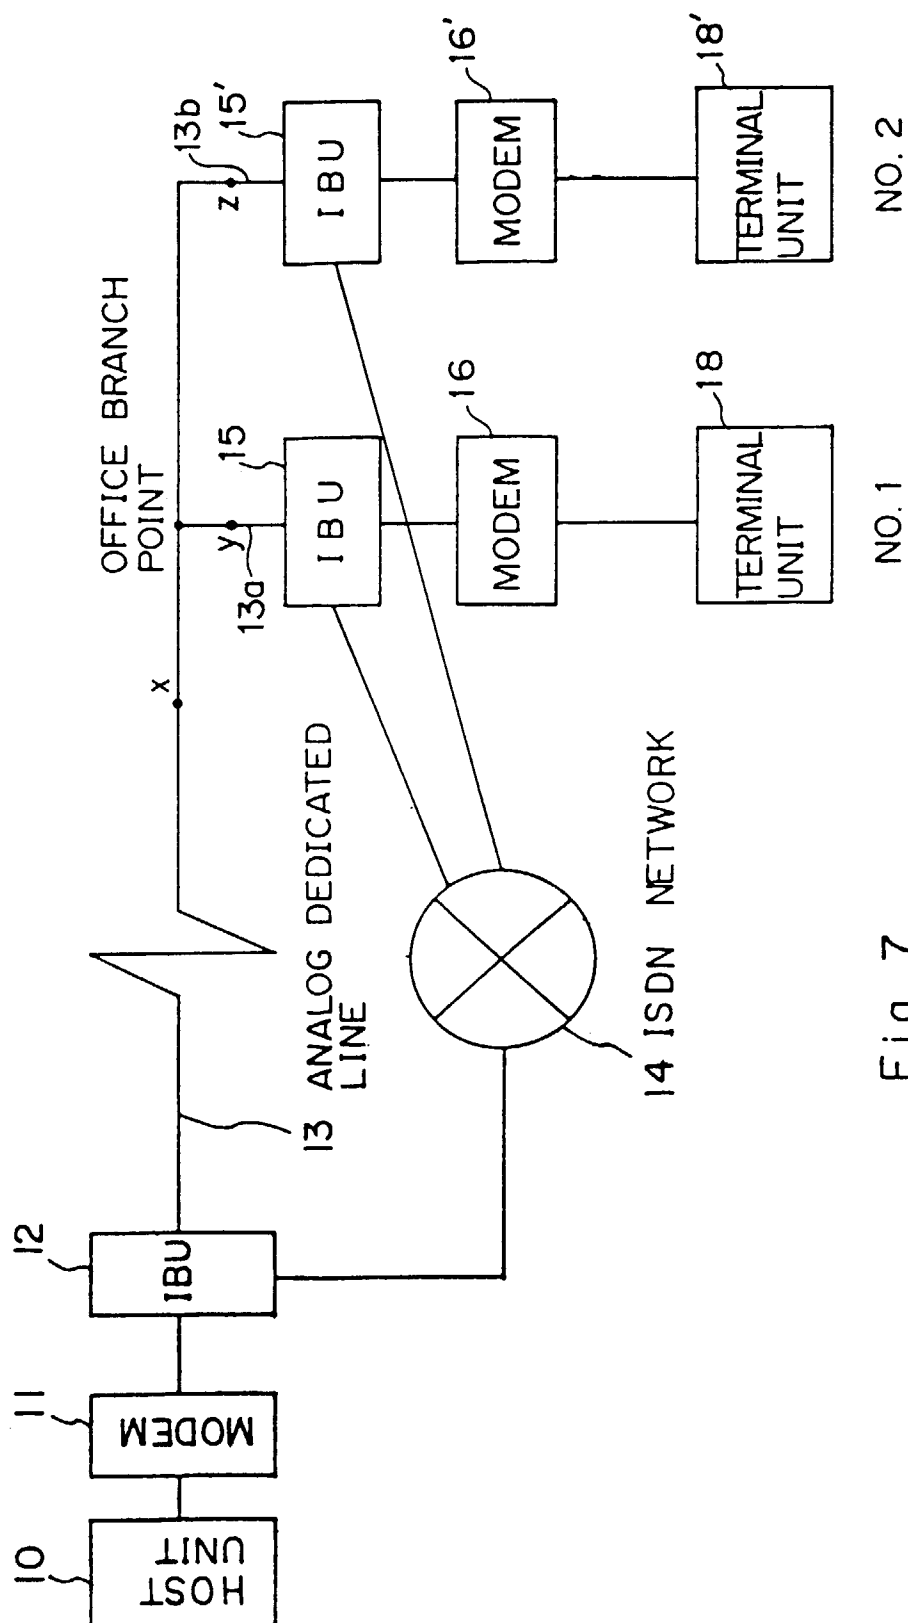 10
HOST
UNIT
11
MODEM
12
IBU
13 ANALOG DEDICATED
LINE
14 ISDN NETWORK
x
OFFICE BRANCH
POINT
y
13a
15
IBU
16
MODEM
18
TERMINAL
UNIT
NO. 1
z
13b
15'
IBU
16'
MODEM
18'
TERMINAL
UNIT
NO. 2
Fig. 7